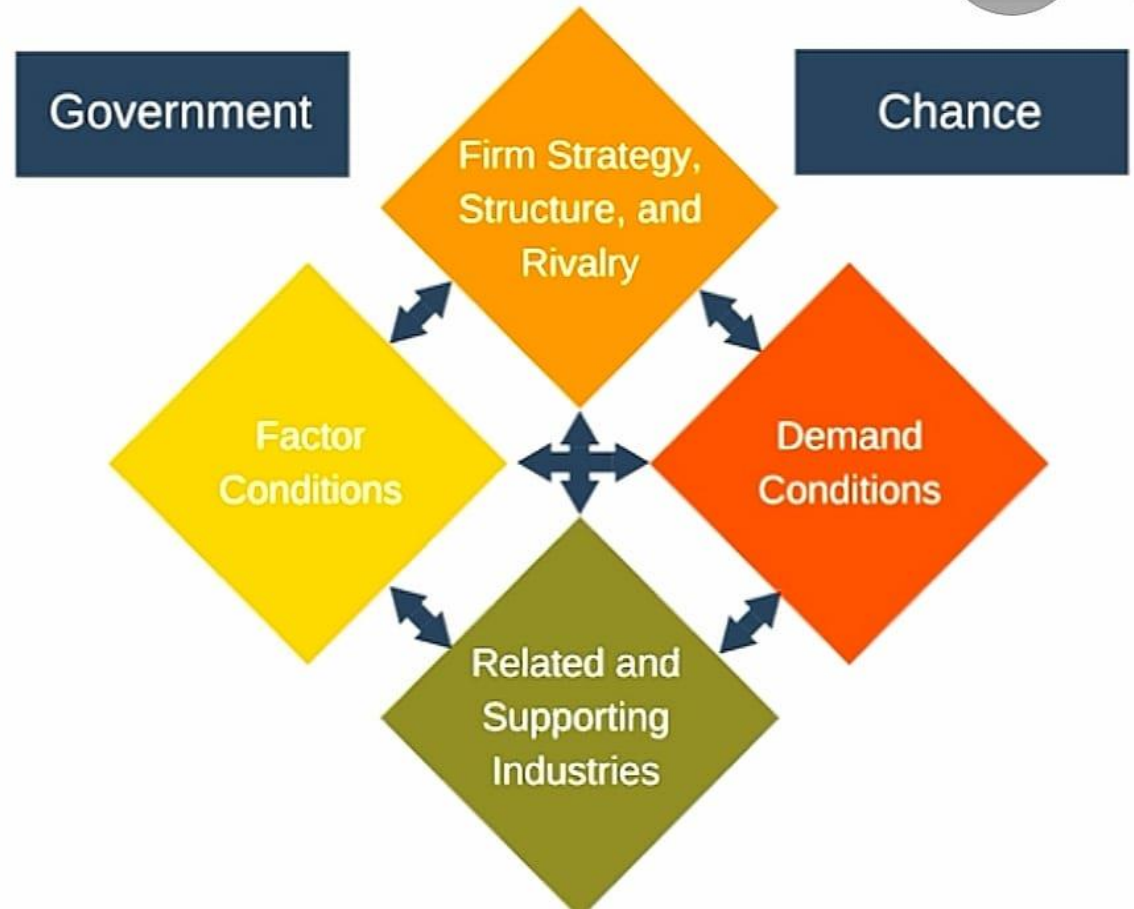 Government
Chance
Firm Strategy,
Structure, and
Rivalry
Factor
Conditions
Demand
Conditions
Related and
Supporting
Industries